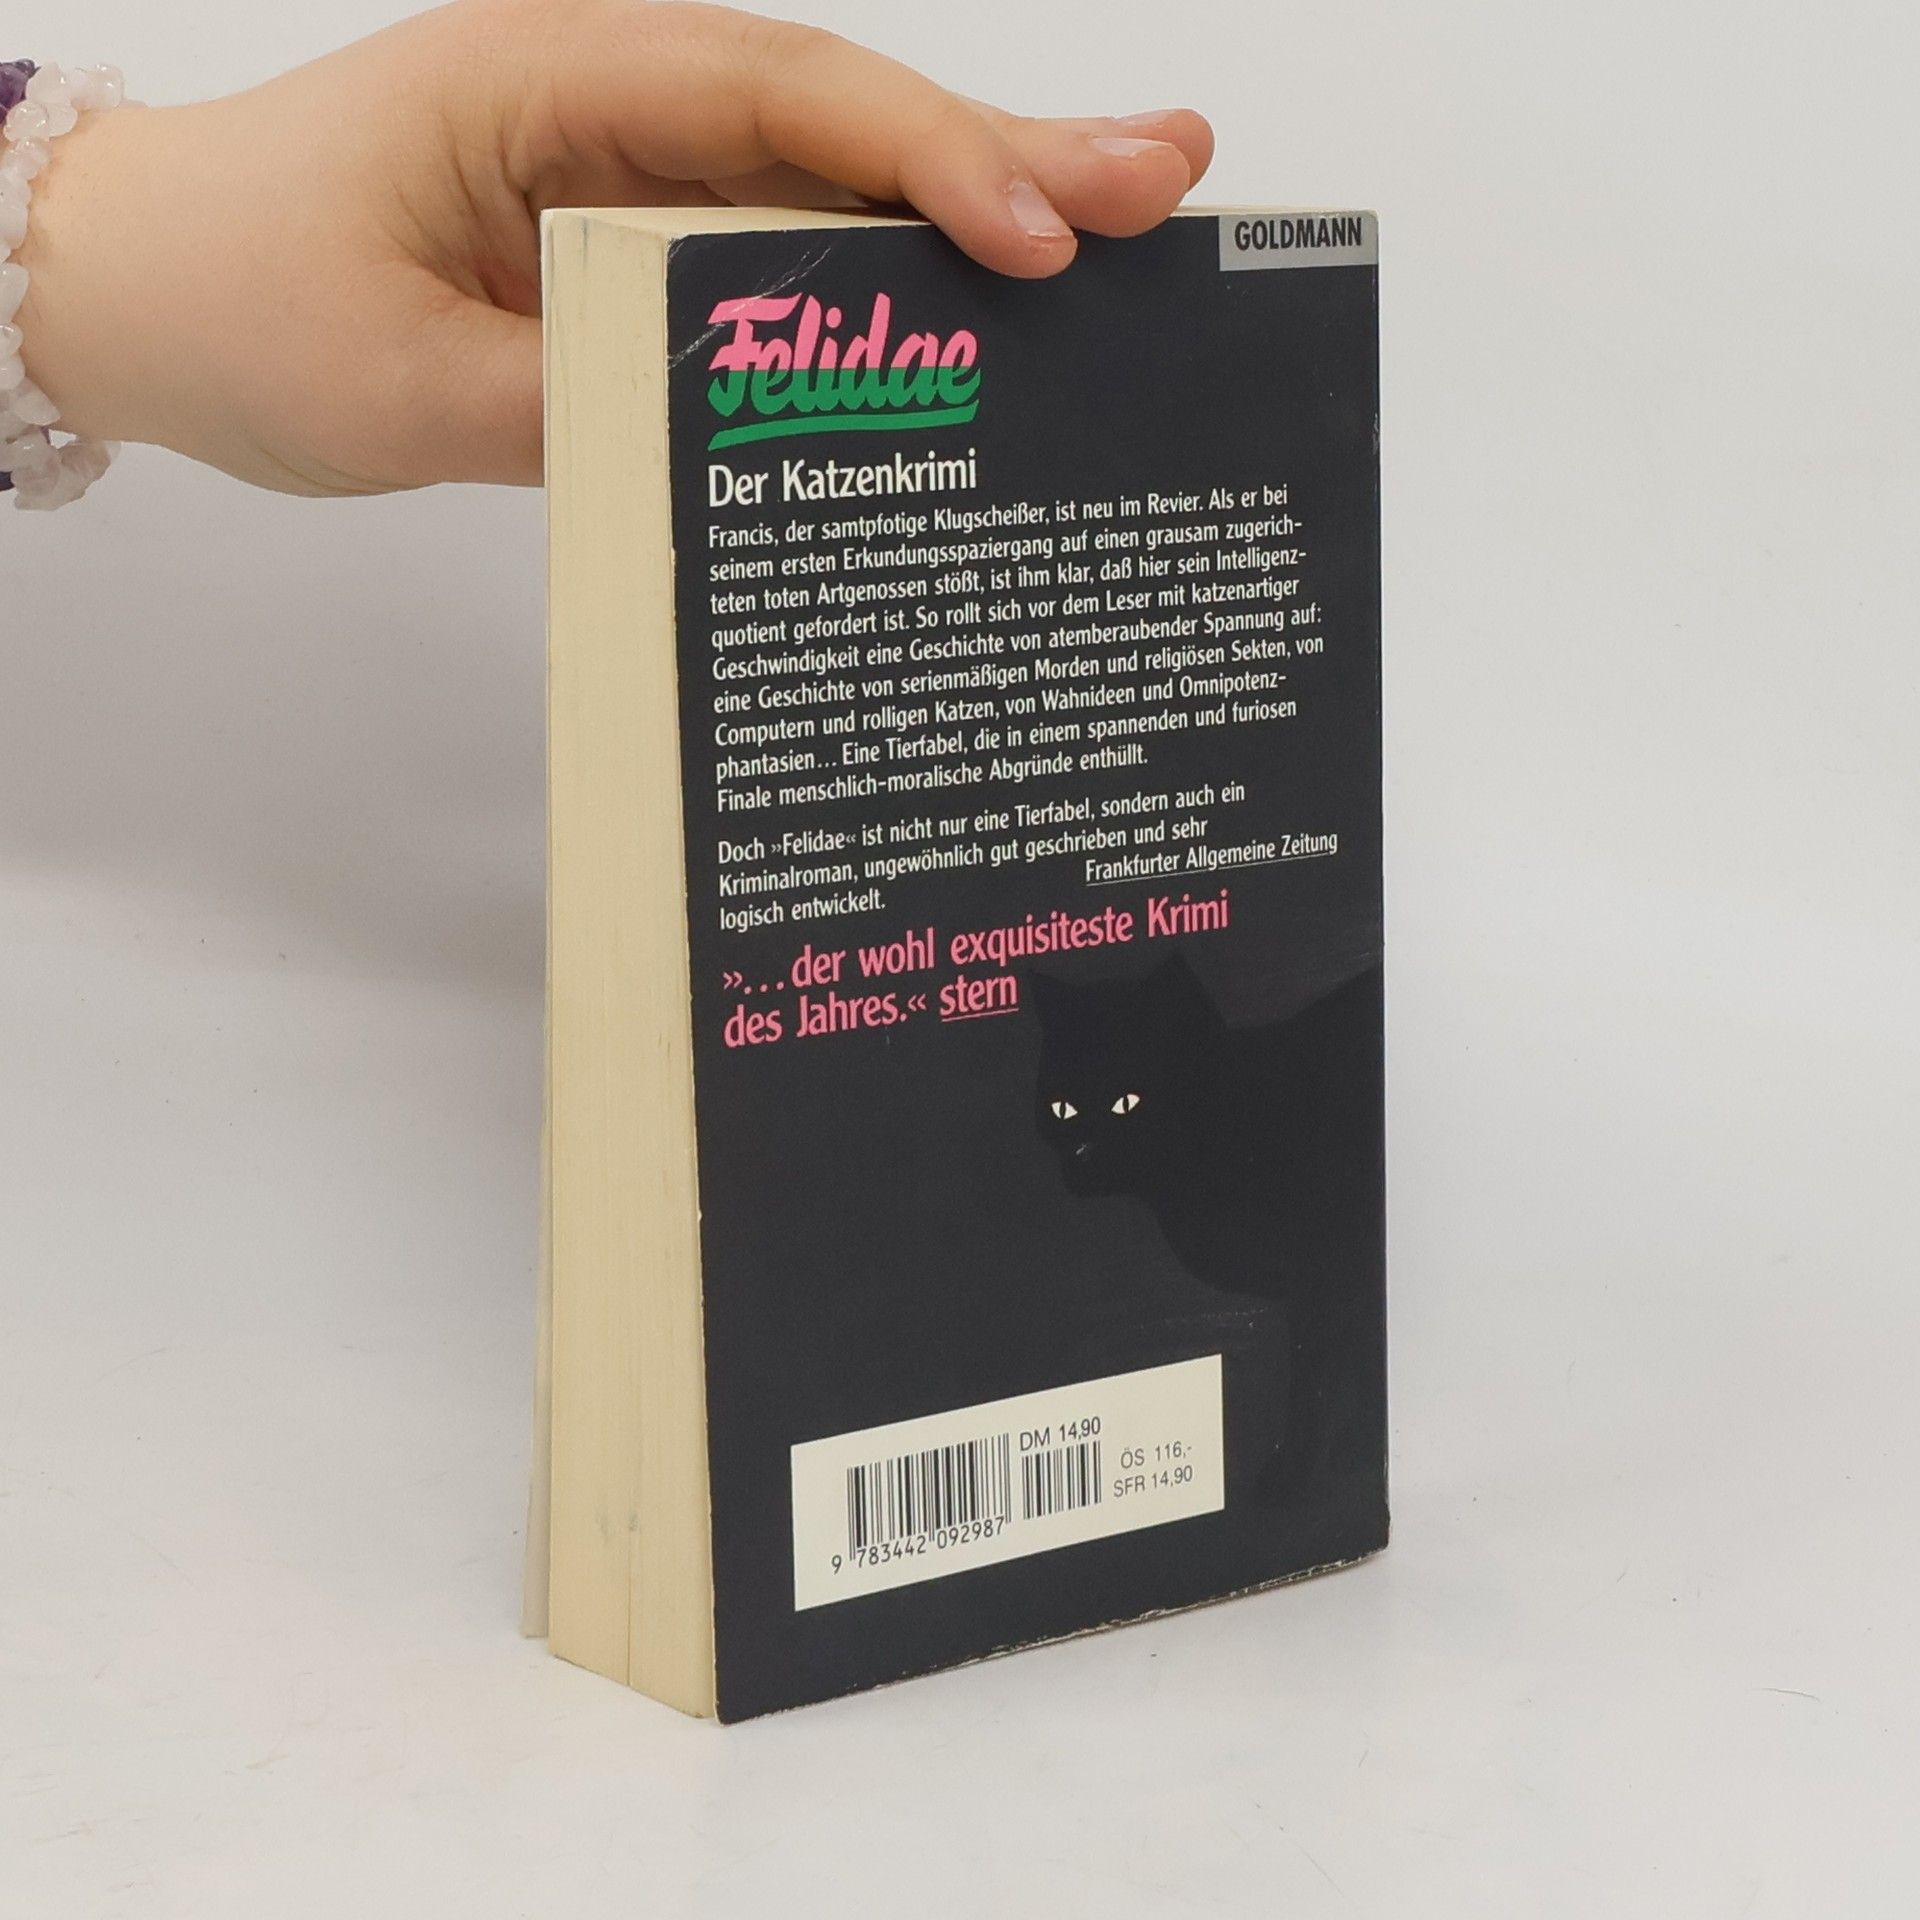 GOLDMANN
Felidae
Der Katzenkrimi
Francis, der samtpfotige Klugscheißer, ist neu im Revier. Als er bei
seinem ersten Erkundungsspaziergang auf einen grausam zugerich-
teten toten Artgenossen stößt, ist ihm klar, daß hier sein Intelligenz-
quotient gefordert ist. So rollt sich vor dem Leser mit katzenartiger
Geschwindigkeit eine Geschichte von atemberaubender Spannung auf:
eine Geschichte von serienmäßigen Morden und religiösen Sekten, von
Computern und rolligen Katzen, von Wahnideen und Omnipotenz-
phantasien... Eine Tierfabel, die in einem spannenden und furiosen
Finale menschlich-moralische Abgründe enthüllt.
Doch »Felidae« ist nicht nur eine Tierfabel, sondern auch ein
Kriminalroman, ungewöhnlich gut geschrieben und sehr
logisch entwickelt.
Frankfurter Allgemeine Zeitung
»...der wohl exquisiteste Krimi
des Jahres.« stern
DM 14,90
ÖS 116,-
SFR 14,90
9 783442 092987